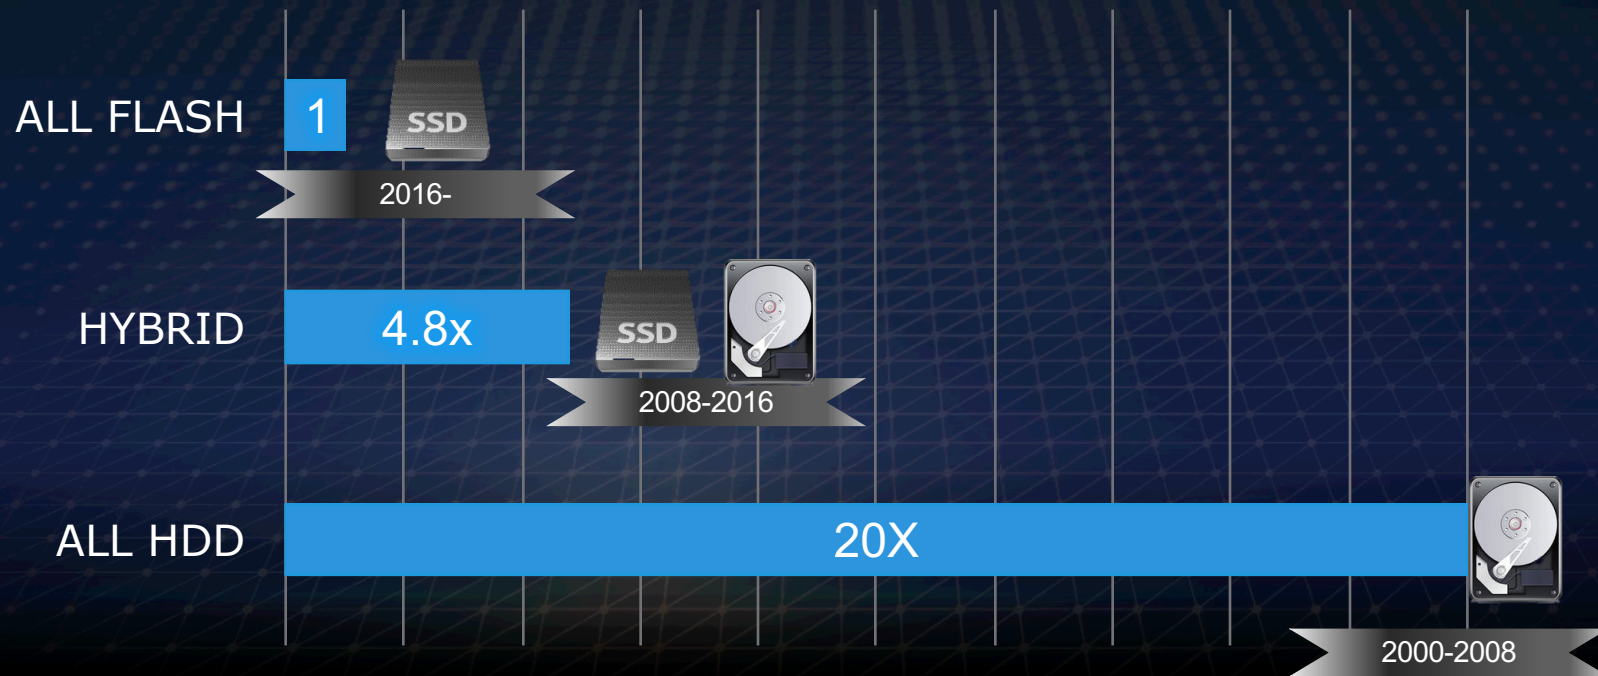 ALL FLASH
1
SSD
2016-
HYBRID
4.8x
SSD
2008-2016
ALL HDD
20X
2000-2008